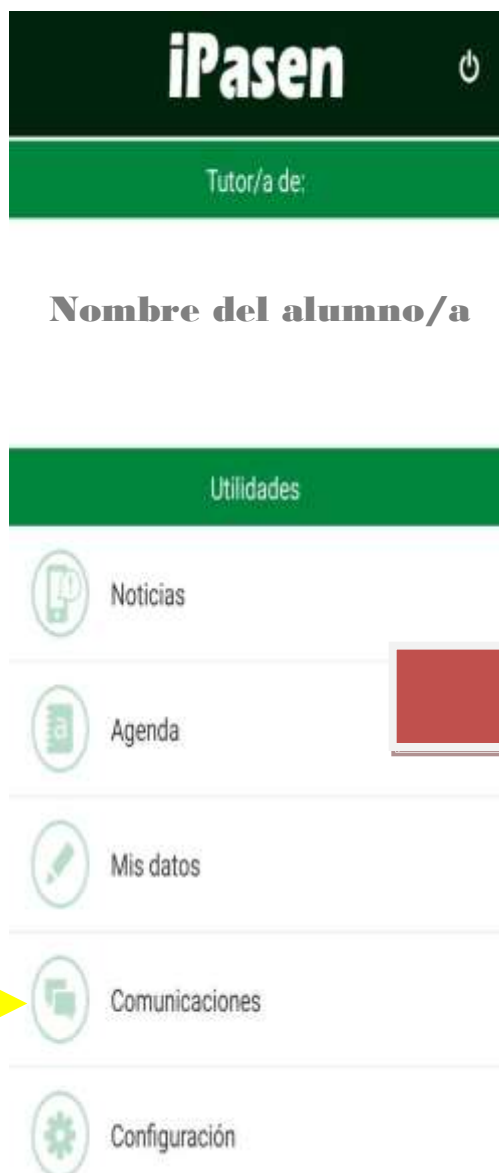 iPasen
Tutor/a de:
Nombre del alumno/a
Utilidades
Noticias
Agenda
Mis datos
Comunicaciones
Configuración